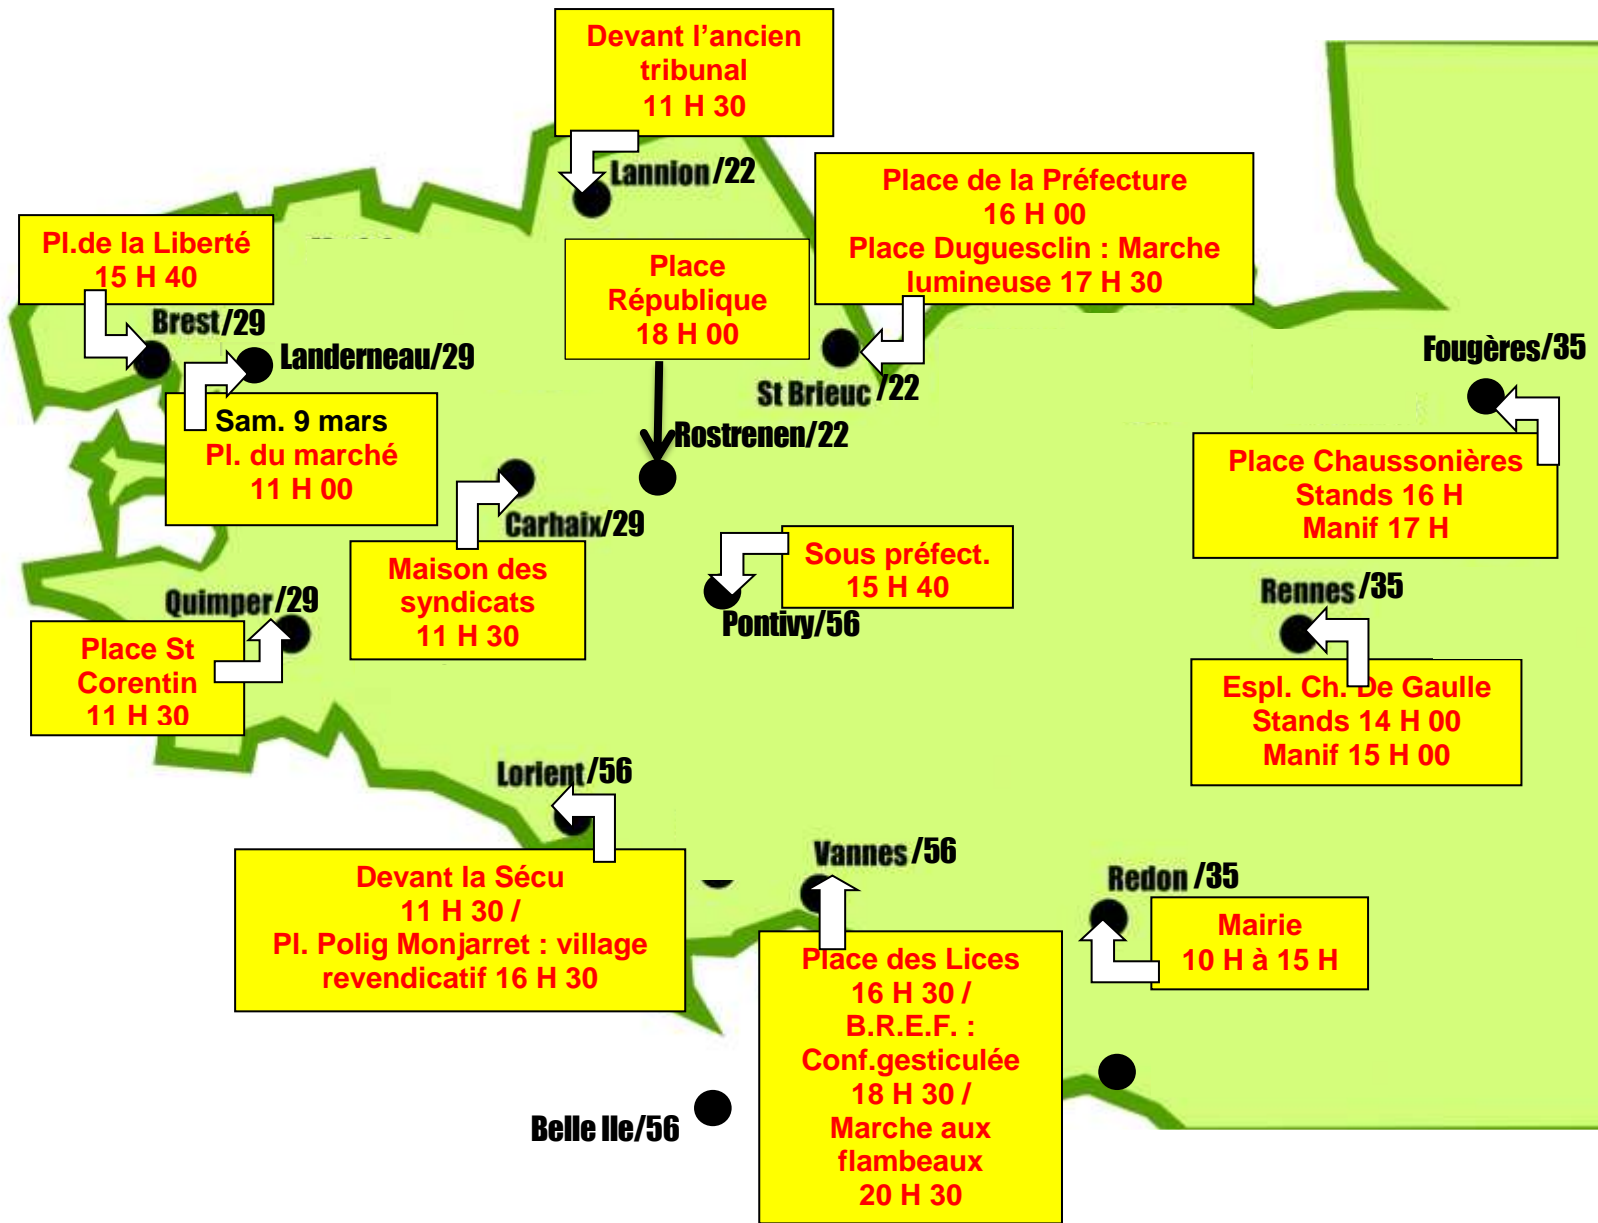 Devant l’ancien
tribunal
11 H 30
Lannion /22
Place de la Préfecture
16 H 00
Place Duguesclin : Marche
lumineuse 17 H 30
Pl.de la Liberté
15 H 40
Place
République
18 H 00
Brest/29
Landerneau/29
Fougères/35
St Brieuc /22
Sam. 9 mars
Pl. du marché
11 H 00
Rostrenen/22
Place Chaussonières
Stands 16 H
Manif 17 H
Carhaix/29
Maison des
syndicats
11 H 30
Sous préfect.
15 H 40
Pontivy/56
Quimper/29
Place St
Corentin
11 H 30
Rennes /35
Espl. Ch. De Gaulle
Stands 14 H 00
Manif 15 H 00
Lorient/56
Devant la Sécu
11 H 30 /
Pl. Polig Monjarret : village
revendicatif 16 H 30
Vannes /56
Place des Lices
16 H 30 /
B.R.E.F. :
Conf.gesticulée
18 H 30 /
Marche aux
flambeaux
20 H 30
Redon /35
Mairie
10 H à 15 H
Belle Ile/56